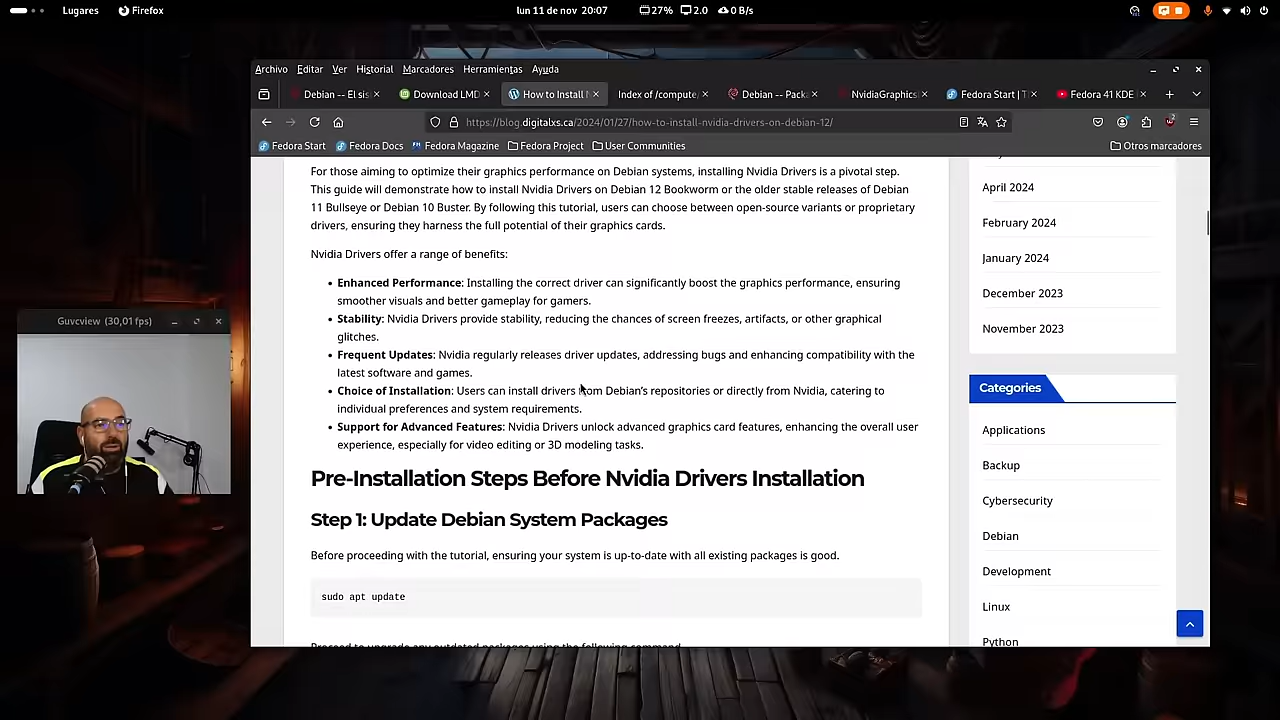 Lugares
Firefox
lun 11 de nov 20:07
27%
2.0
0 B/s
Archivo Editar Ver Historial Marcadores Herramientas Ayuda
Debian -- El sis
Download LMD
How to Install N
Index of /compute/
Debian -- Pack
NvidiaGraphics
Fedora Start | T
Fedora 41 KDE
https://blog.digitalxs.ca/2024/01/27/how-to-install-nvidia-drivers-on-debian-12/
2
Fedora Start
Fedora Docs
Fedora Magazine
Fedora Project
User Communities
Otros marcadores
For those aiming to optimize their graphics performance on Debian systems, installing Nvidia Drivers is a pivotal step.
This guide will demonstrate how to install Nvidia Drivers on Debian 12 Bookworm or the older stable releases of Debian
11 Bullseye or Debian 10 Buster. By following this tutorial, users can choose between open-source variants or proprietary
drivers, ensuring they harness the full potential of their graphics cards.
Nvidia Drivers offer a range of benefits:
• Enhanced Performance: Installing the correct driver can significantly boost the graphics performance, ensuring
smoother visuals and better gameplay for gamers.
• Stability: Nvidia Drivers provide stability, reducing the chances of screen freezes, artifacts, or other graphical
glitches.
• Frequent Updates: Nvidia regularly releases driver updates, addressing bugs and enhancing compatibility with the
latest software and games.
• Choice of Installation: Users can install drivers from Debian’s repositories or directly from Nvidia, catering to
individual preferences and system requirements.
• Support for Advanced Features: Nvidia Drivers unlock advanced graphics card features, enhancing the overall user
experience, especially for video editing or 3D modeling tasks.
Pre-Installation Steps Before Nvidia Drivers Installation
Step 1: Update Debian System Packages
Before proceeding with the tutorial, ensuring your system is up-to-date with all existing packages is good.
sudo apt update
Proceed to upgrade any outdated packages using the following command
April 2024
February 2024
January 2024
December 2023
November 2023
Categories
Applications
Backup
Cybersecurity
Debian
Development
Linux
Python
Guvcview (30,01 fps)